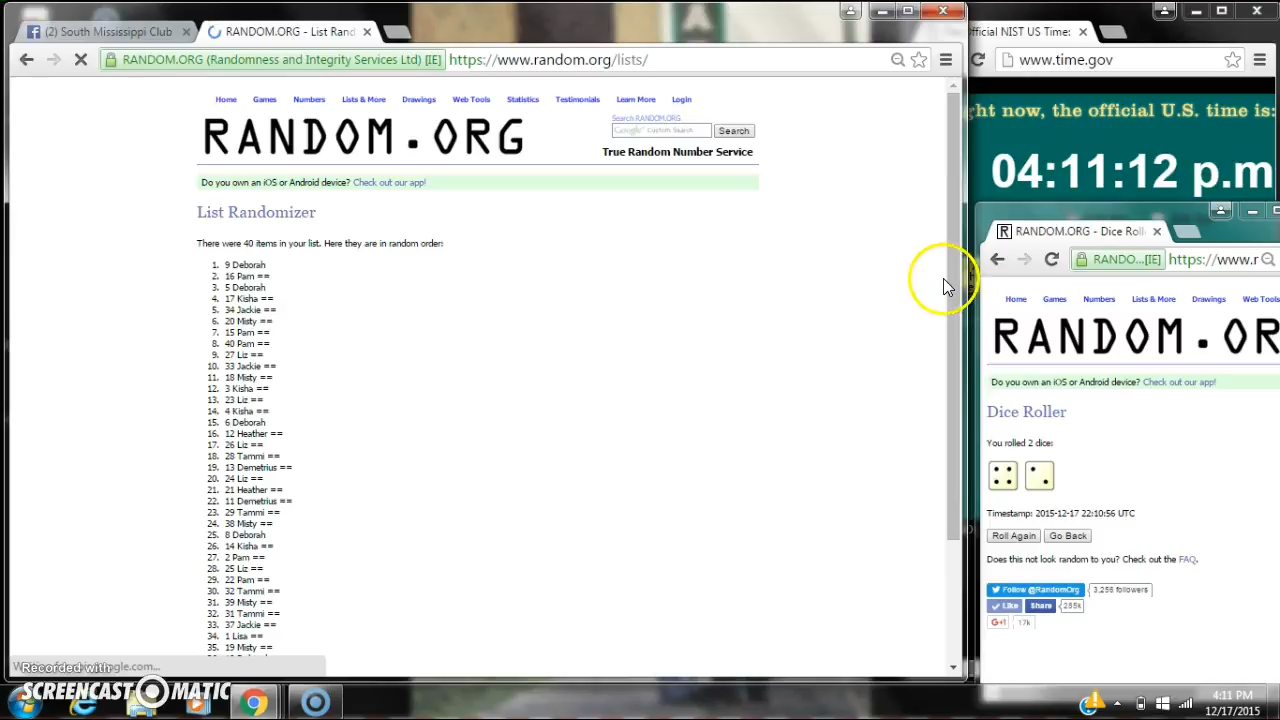 (2) South Mississippi Club
RANDOM.ORG - List Rand
fficial NIST US Time:
RANDOM.ORG (Randomness and Integrity Services Ltd) [IE]
https://www.random.org/lists/
www.time.gov
Home Games Numbers Lists & More Drawings Web Tools Statistics Testimonials Learn More Login
RANDOM.ORG
Search RANDOM.ORG
Google Custom Search
Search
True Random Number Service
Do you own an iOS or Android device? Check out our app!
List Randomizer
There were 40 items in your list. Here they are in random order:
1. 9 Deborah
2. 16 Pam ==
3. 5 Deborah
4. 17 Kisha ==
5. 34 Jackie ==
6. 20 Misty ==
7. 15 Pam ==
8. 40 Pam ==
9. 27 Liz ==
10. 33 Jackie ==
11. 18 Misty ==
12. 3 Kisha ==
13. 23 Liz ==
14. 4 Kisha ==
15. 6 Deborah
16. 12 Heather ==
17. 26 Liz ==
18. 28 Tammi ==
19. 13 Demetrius ==
20. 24 Liz ==
21. 21 Heather ==
22. 11 Demetrius ==
23. 29 Tammi ==
24. 38 Misty ==
25. 8 Deborah
26. 14 Kisha ==
27. 2 Pam ==
28. 25 Liz ==
29. 22 Pam ==
30. 32 Tammi ==
31. 39 Misty ==
32. 31 Tammi ==
33. 37 Jackie ==
34. 1 Lisa ==
35. 19 Misty ==
ght now, the official U.S. time is:
04:11:12 p.m
RANDOM.ORG - Dice Roll
RANDO...[IE]
https://www.r
Home Games Numbers Lists & More Drawings Web Tools
RANDOM.OR
Do you own an iOS or Android device? Check out our app!
Dice Roller
You rolled 2 dice:
Timestamp: 2015-12-17 22:10:56 UTC
Roll Again Go Back
Does this not look random to you? Check out the FAQ.
Follow @RandomOrg 3,256 followers
Like Share 285k
G+1 17k
Recorded with
SCREENCAST MATIC
4:11 PM
12/17/2015